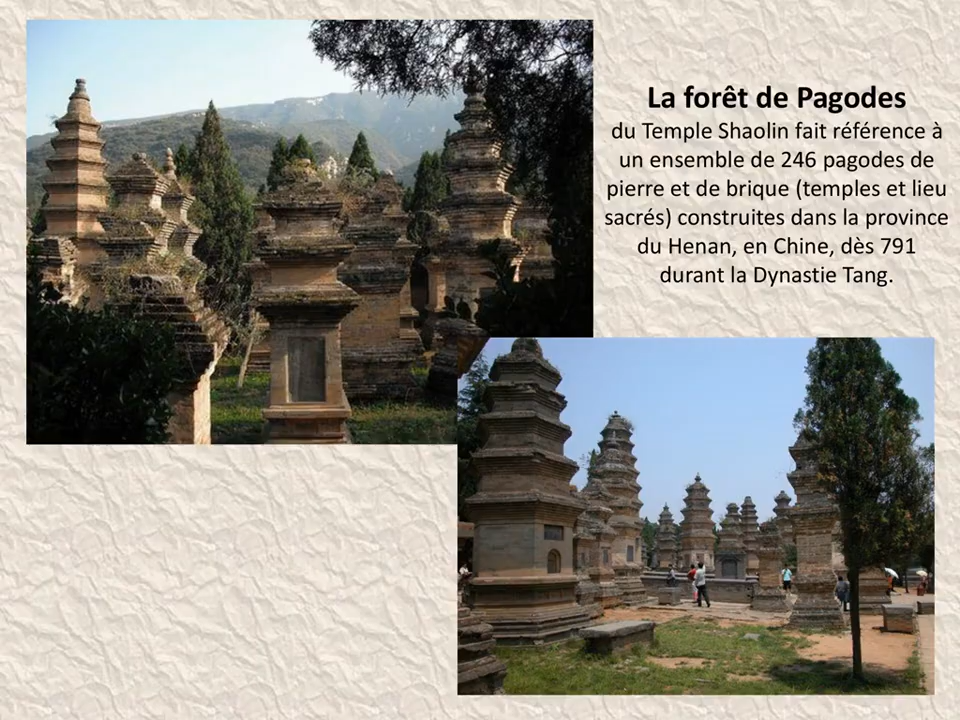 La forêt de Pagodes
du Temple Shaolin fait référence à
un ensemble de 246 pagodes de
pierre et de brique (temples et lieu
sacrés) construites dans la province
du Henan, en Chine, dès 791
durant la Dynastie Tang.